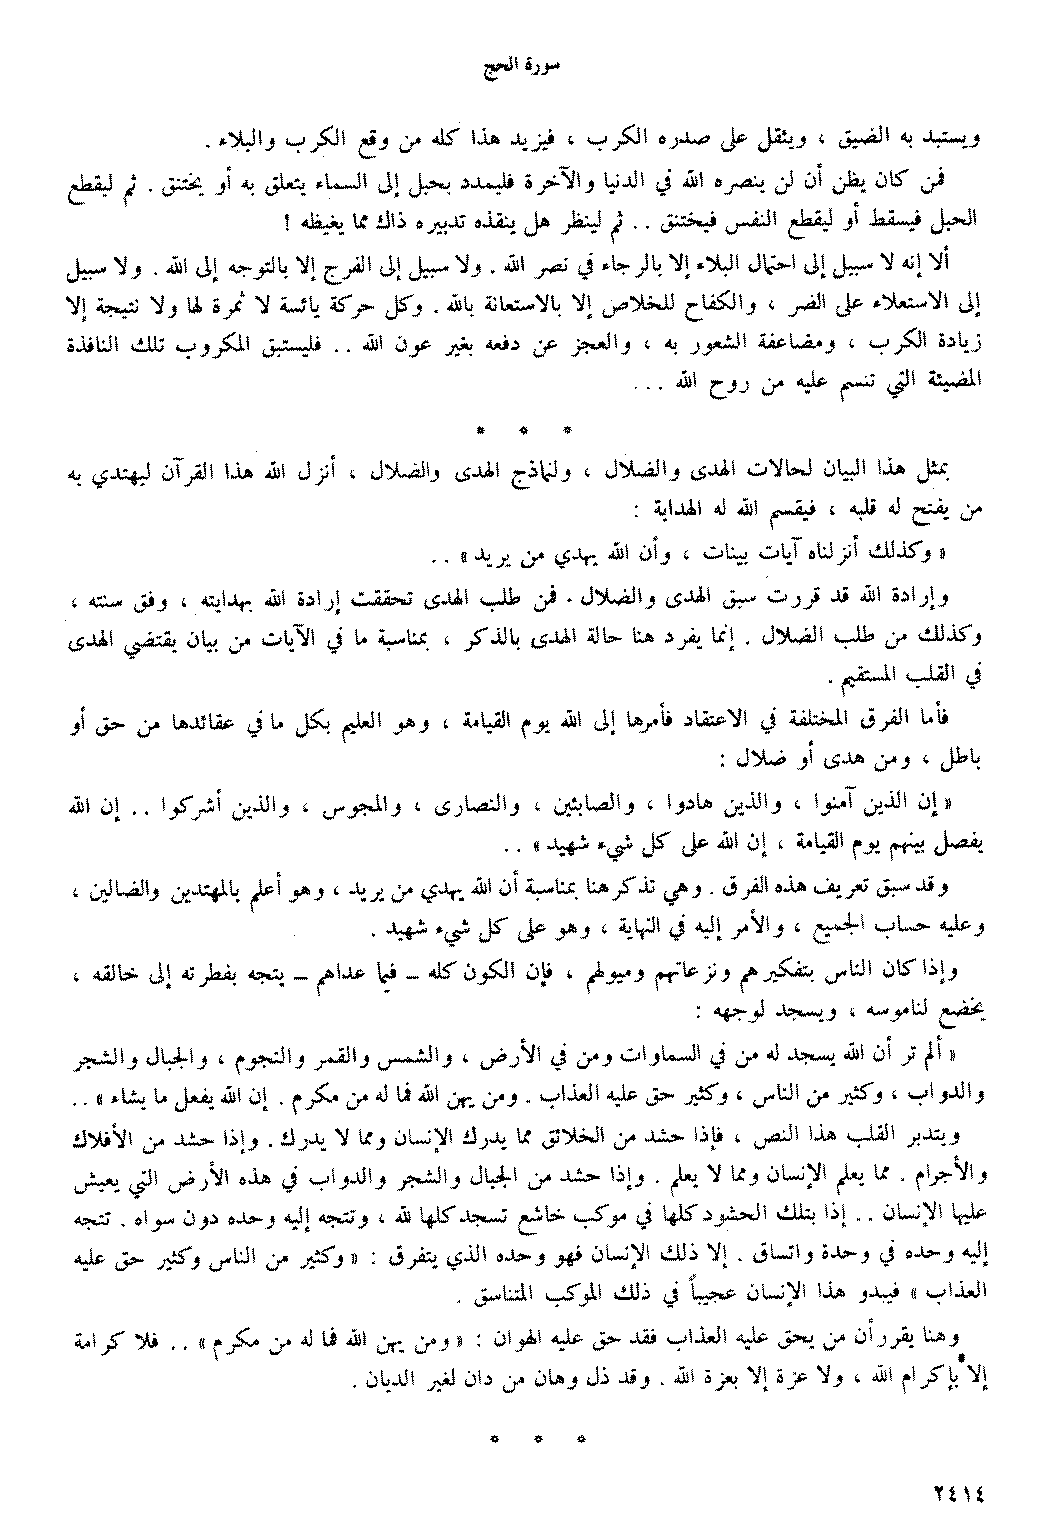 سورة الحج
ويستبد به الضيق ، ويثقل على صدره الكرب ، فيزيد هذا كله من وقع الكرب والبلاء .
فمن كان يظن أن لن ينصره الله في الدنيا والآخرة فليمدد بحبل إلى السماء يتعلق به أو يختنق . ثم ليقطع
الحبل فيسقط أو ليقطع النفس فيختنق .. ثم لينظر هل ينقذه تدبيره ذاك مما يغيظه !
ألا إنه لا سبيل إلى احتمال البلاء إلا بالرجاء في نصر الله . ولا سبيل إلى الفرج إلا بالتوجه إلى الله . ولا سبيل
إلى الاستعلاء على الضر ، والكفاح للخلاص إلا بالاستعانة بالله . وكل حركة يائسة لا ثمرة لها ولا نتيجة إلا
زيادة الكرب ، ومضاعفة الشعور به ، والعجز عن دفعه بغير عون الله .. فليستبق المكروب تلك النافذة
المضيئة التي تنسم عليه من روح الله ...
* * *
بمثل هذا البيان لحالات الهدى والضلال ، ولنماذج الهدى والضلال ، أنزل الله هذا القرآن ليهتدي به
من يفتح له قلبه ، فيقسم الله له الهداية :
« وكذلك أنزلناه آيات بينات ، وأن الله يهدي من يريد » ..
وإرادة الله قد قررت سبق الهدى والضلال . فمن طلب الهدى تحققت إرادة الله بهدايته ، وفق سنته ،
وكذلك من طلب الضلال . إنما يفرد هنا حالة الهدى بالذكر ، بمناسبة ما في الآيات من بيان يقتضي الهدى
في القلب المستقيم .
فأما الفرق المختلفة في الاعتقاد فأمرها إلى الله يوم القيامة ، وهو العليم بكل ما في عقائدها من حق أو
باطل ، ومن هدى أو ضلال :
« إن الذين آمنوا ، والذين هادوا ، والصابئين ، والنصارى ، والمجوس ، والذين أشركوا .. إن الله
يفصل بينهم يوم القيامة ، إن الله على كل شيء شهيد » ..
وقد سبق تعريف هذه الفرق . وهي تذكر هنا بمناسبة أن الله يهدي من يريد ، وهو أعلم بالمهتدين والضالين ،
وعليه حساب الجميع ، والأمر إليه في النهاية ، وهو على كل شيء شهيد .
وإذا كان الناس بتفكيرهم ونزعاتهم وميولهم ، فإن الكون كله – فيما عداهم – يتجه بفطرته إلى خالقه ،
يخضع لناموسه ، ويسجد لوجهه :
« ألم تر أن الله يسجد له من في السماوات ومن في الأرض ، والشمس والقمر والنجوم ، والجبال والشجر
والدواب ، وكثير من الناس ، وكثير حق عليه العذاب . ومن يهن الله فما له من مكرم . إن الله يفعل ما يشاء » ..
ويتدبر القلب هذا النص ، فإذا حشد من الخلائق مما يدرك الإنسان ومما لا يدرك . وإذا حشد من الأفلاك
والأجرام . مما يعلم الإنسان ومما لا يعلم . وإذا حشد من الجبال والشجر والدواب في هذه الأرض التي يعيش
عليها الإنسان .. إذا بتلك الحشود كلها في موكب خاشع تسجد كلها لله ، وتتجه إليه وحده دون سواه . تتجه
إليه وحده في وحدة واتساق . إلا ذلك الإنسان فهو وحده الذي يتفرق : « وكثير من الناس وكثير حق عليه
العذاب » فيبدو هذا الإنسان عجيباً في ذلك الموكب المتناسق .
وهنا يقرر أن من يحق عليه العذاب فقد حق عليه الهوان : « ومن يهن الله فما له من مكرم » .. فلا كرامة
إلا بإكرام الله ، ولا عزة إلا بعزة الله . وقد ذل وهان من دان لغير الديان .
* * *
٢٤١٤